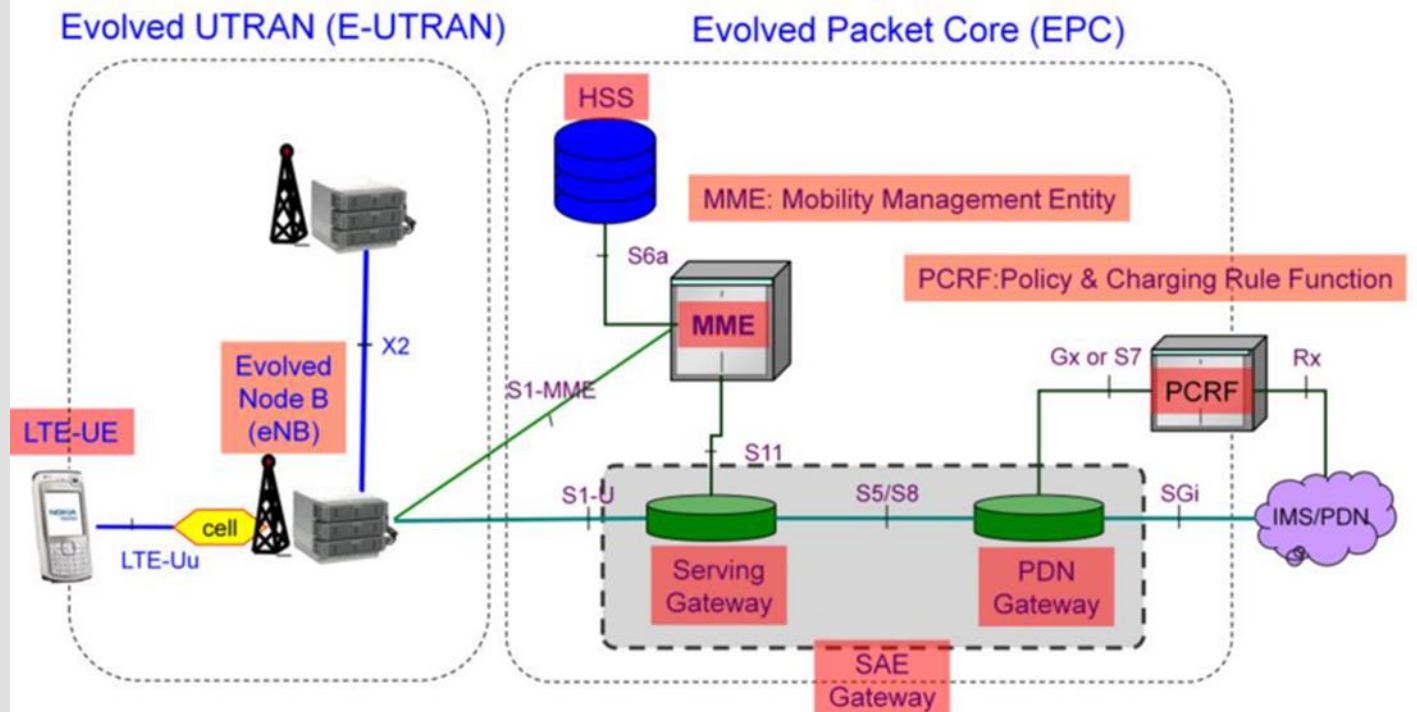 Evolved UTRAN (E-UTRAN)
Evolved Packet Core (EPC)
HSS
MME: Mobility Management Entity
S6a
PCRF:Policy & Charging Rule Function
MME
X2
Evolved
Node B
(eNB)
S1-MME
Gx or S7
Rx
PCRF
LTE-UE
S11
NOKIA
cell
LTE-Uu
S1-U
S5/S8
SGi
IMS/PDN
Serving
Gateway
PDN
Gateway
SAE
Gateway